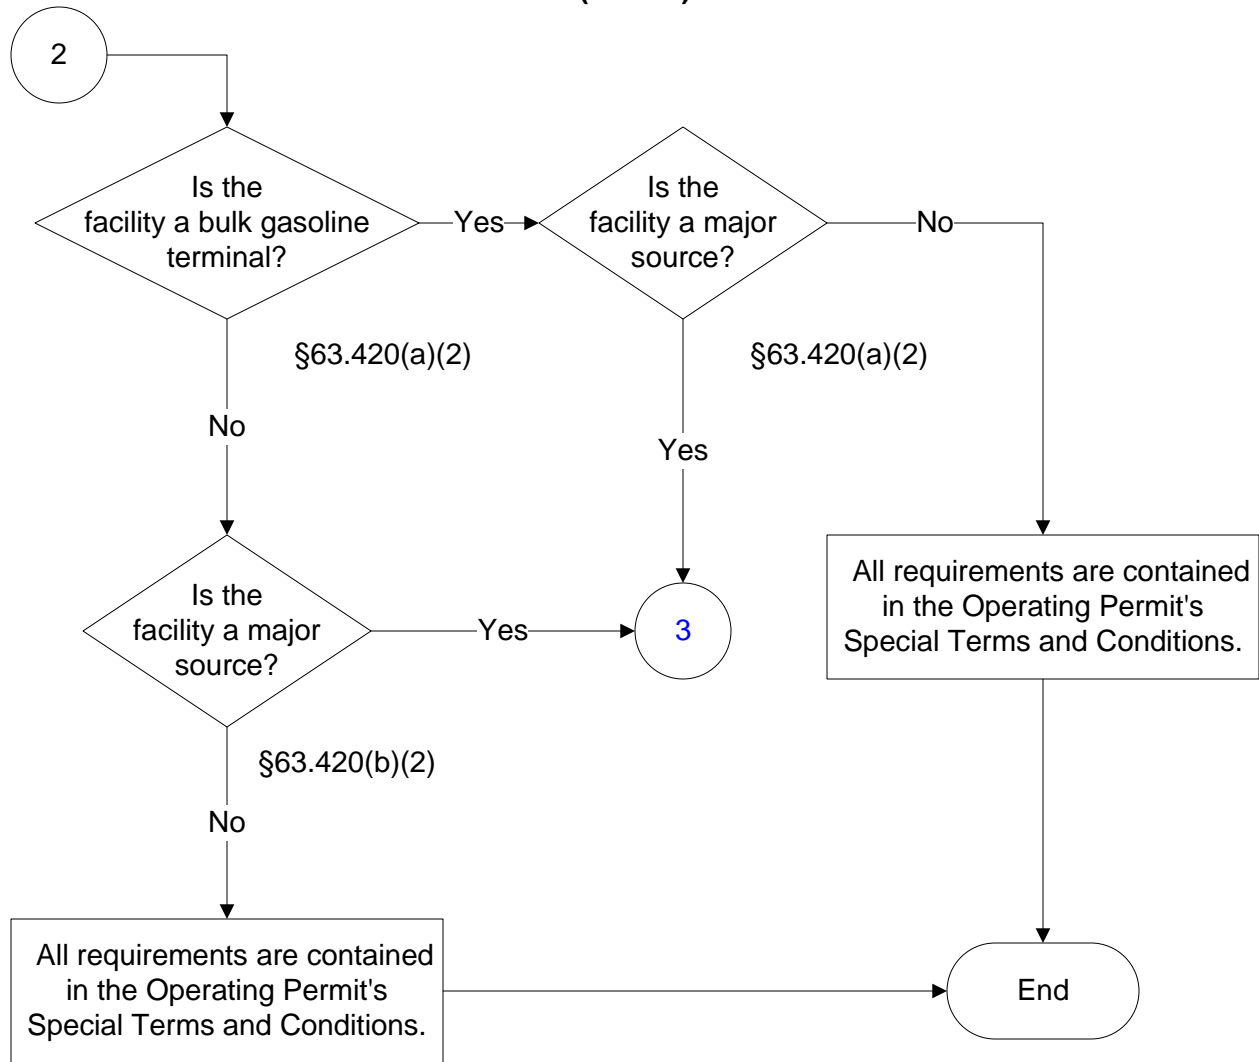 2
Is the
facility a bulk gasoline
terminal?
Yes
Is the
facility a major
source?
No
§63.420(a)(2)
§63.420(a)(2)
No
Yes
Is the
facility a major
source?
Yes
3
All requirements are contained
in the Operating Permit's
Special Terms and Conditions.
§63.420(b)(2)
No
All requirements are contained
in the Operating Permit's
Special Terms and Conditions.
End